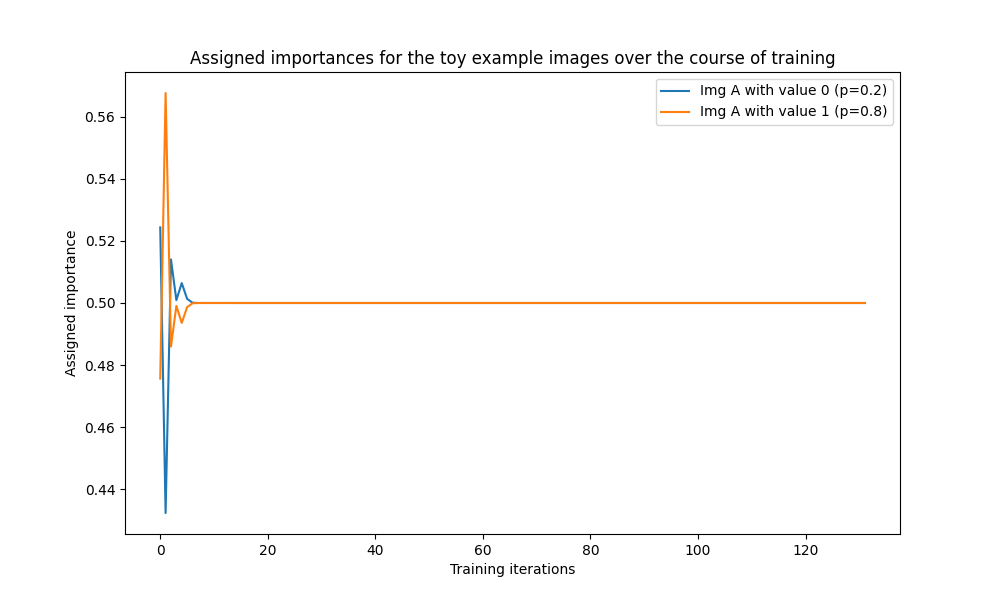 Assigned importances for the toy example images over the course of training
Img A with value 0 (p=0.2)
Img A with value 1 (p=0.8)
Assigned importance
0.56
0.54
0.52
0.50
0.48
0.46
0.44
0 20 40 60 80 100 120
Training iterations